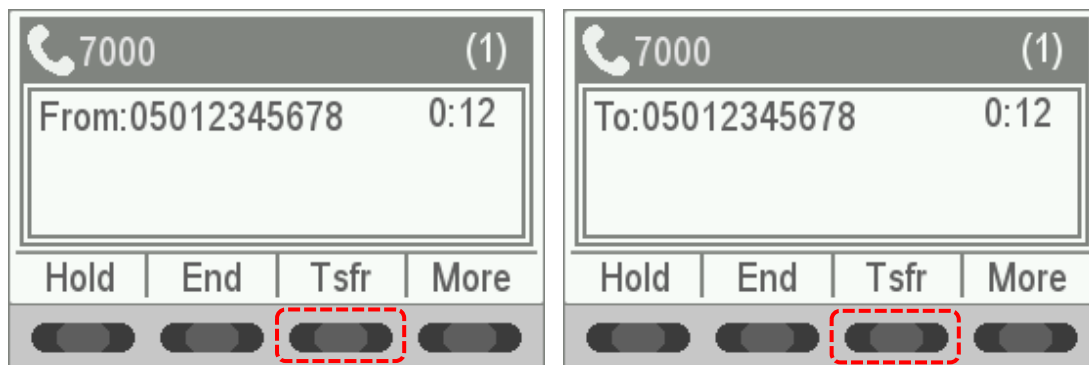 7000 (1)
From:05012345678 0:12
Hold End Tsfr More
7000 (1)
To:05012345678 0:12
Hold End Tsfr More